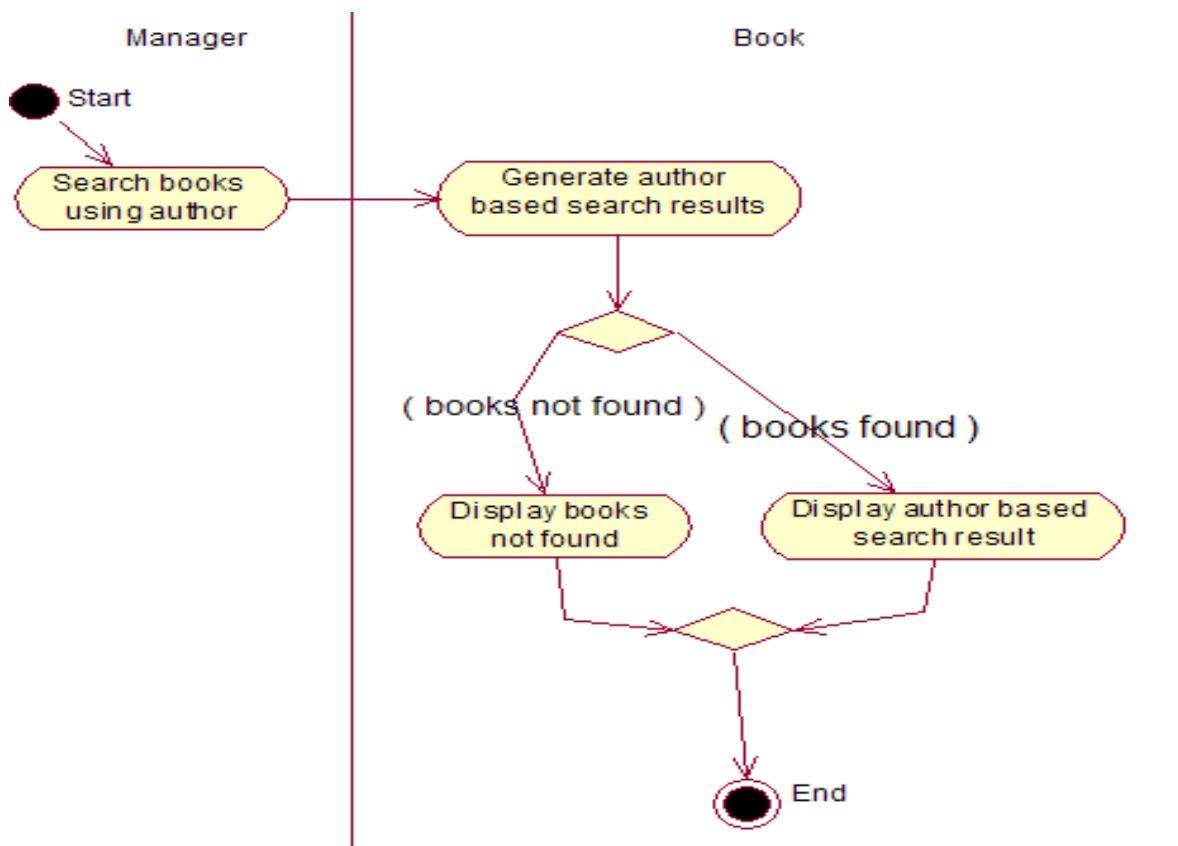 Manager
Book
Start
Search books
using author
Generate author
based search results
( books not found )
( books found )
Display books
not found
Display author based
search result
End